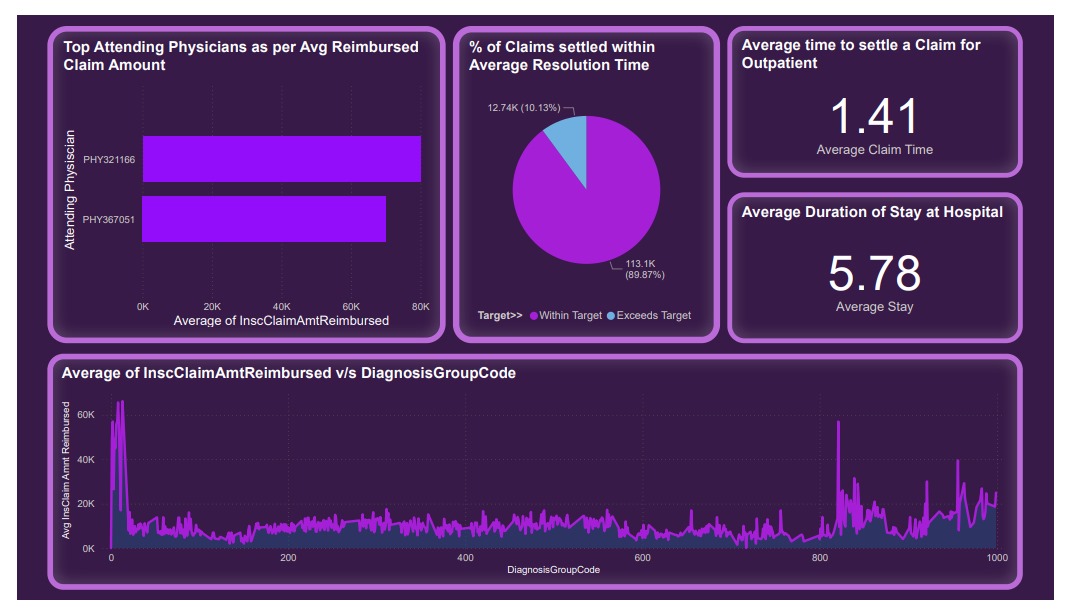 Top Attending Physicians as per Avg Reimbursed
Claim Amount
Attending Physiscian
PHY321166
PHY367051
0K
20K
40K
60K
80K
Average of InscClaimAmtReimbursed
% of Claims settled within
Average Resolution Time
12.74K (10.13%)
113.1K
(89.87%)
Target>>
Within Target
Exceeds Target
Average time to settle a Claim for
Outpatient
1.41
Average Claim Time
Average Duration of Stay at Hospital
5.78
Average Stay
Average of InscClaimAmtReimbursed v/s DiagnosisGroupCode
Avg InsClaim Amnt Reimbursed
60K
40K
20K
0K
0
200
400
600
800
1000
DiagnosisGroupCode